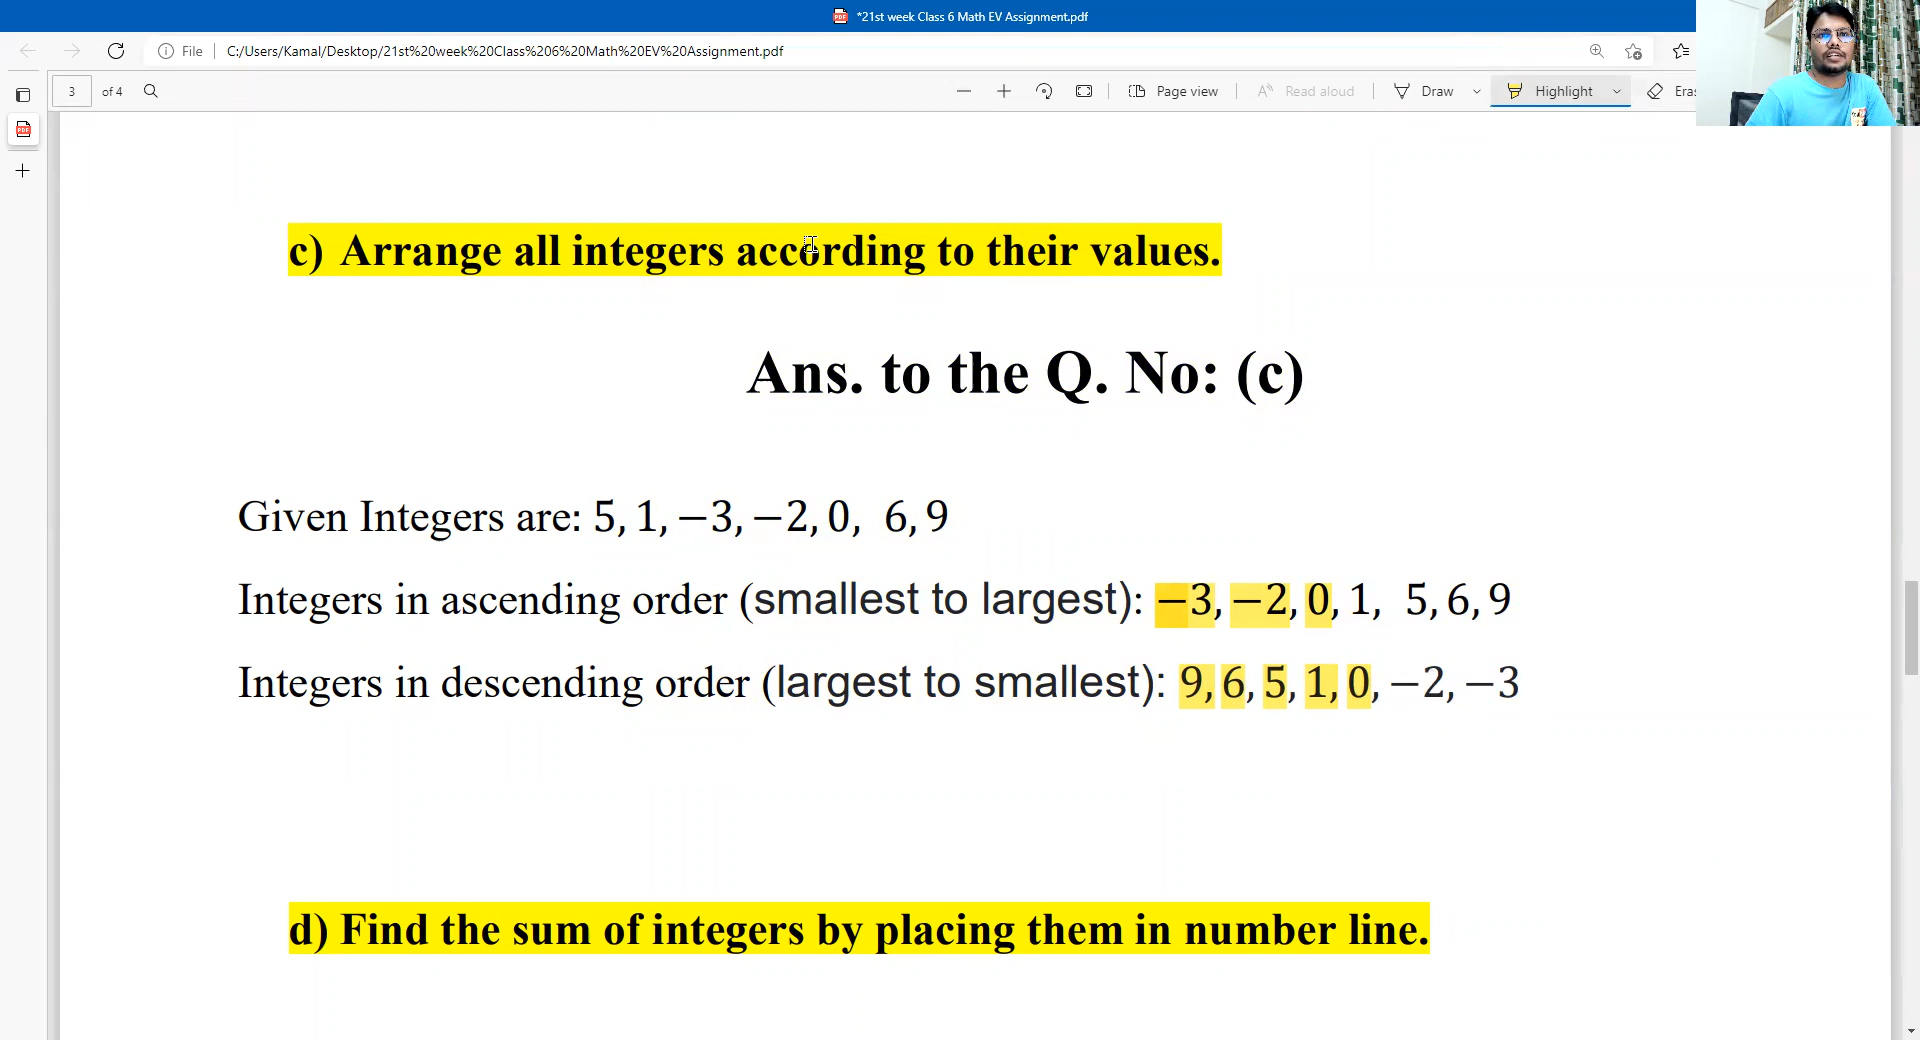 *21st week Class 6 Math EV Assignment.pdf
File C:/Users/Kamal/Desktop/21st%20week%20Class%206%20Math%20EV%20Assignment.pdf
3 of 4 Page view Read aloud Draw Highlight Eras
c) Arrange all integers according to their values.
Ans. to the Q. No: (c)
Given Integers are: 5, 1, −3, −2, 0, 6, 9
Integers in ascending order (smallest to largest): −3, −2, 0, 1, 5, 6, 9
Integers in descending order (largest to smallest): 9, 6, 5, 1, 0, −2, −3
d) Find the sum of integers by placing them in number line.